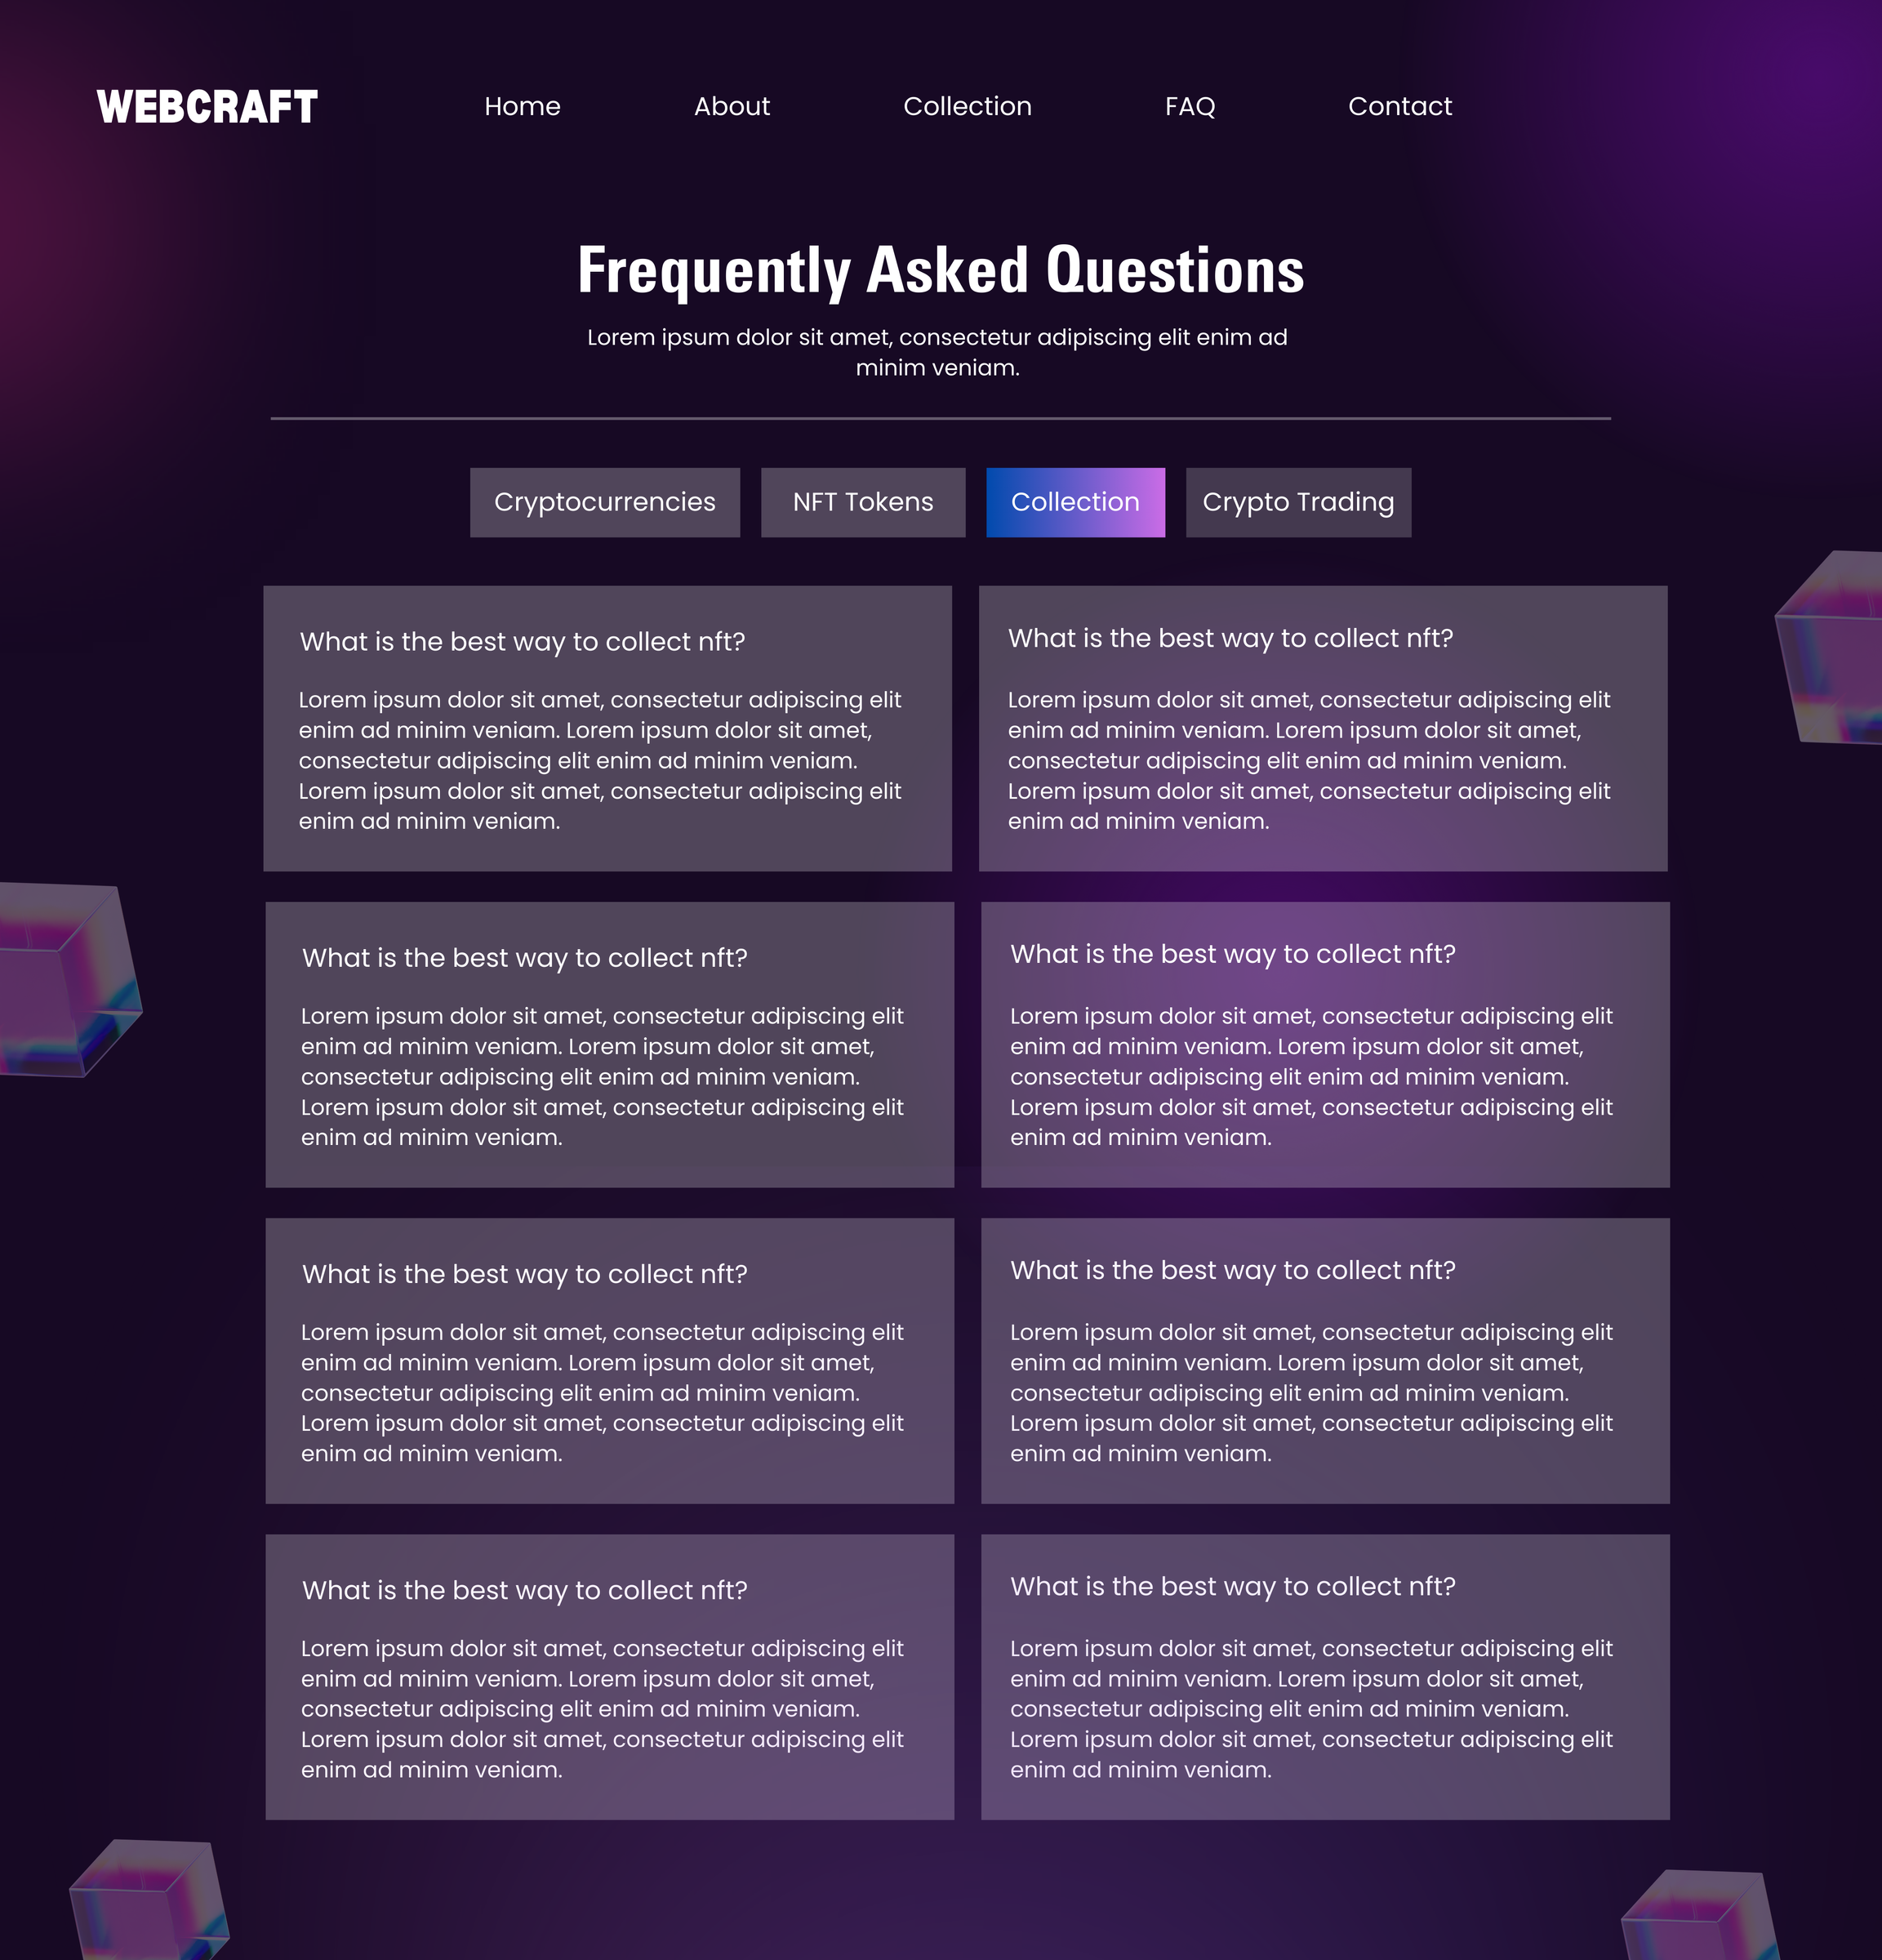 WEBCRAFT
Home
About
Collection
FAQ
Contact
Frequently Asked Questions
Lorem ipsum dolor sit amet, consectetur adipiscing elit enim ad
minim veniam.
Cryptocurrencies
NFT Tokens
Collection
Crypto Trading
What is the best way to collect nft?
Lorem ipsum dolor sit amet, consectetur adipiscing elit
enim ad minim veniam. Lorem ipsum dolor sit amet,
consectetur adipiscing elit enim ad minim veniam.
Lorem ipsum dolor sit amet, consectetur adipiscing elit
enim ad minim veniam.
What is the best way to collect nft?
Lorem ipsum dolor sit amet, consectetur adipiscing elit
enim ad minim veniam. Lorem ipsum dolor sit amet,
consectetur adipiscing elit enim ad minim veniam.
Lorem ipsum dolor sit amet, consectetur adipiscing elit
enim ad minim veniam.
What is the best way to collect nft?
Lorem ipsum dolor sit amet, consectetur adipiscing elit
enim ad minim veniam. Lorem ipsum dolor sit amet,
consectetur adipiscing elit enim ad minim veniam.
Lorem ipsum dolor sit amet, consectetur adipiscing elit
enim ad minim veniam.
What is the best way to collect nft?
Lorem ipsum dolor sit amet, consectetur adipiscing elit
enim ad minim veniam. Lorem ipsum dolor sit amet,
consectetur adipiscing elit enim ad minim veniam.
Lorem ipsum dolor sit amet, consectetur adipiscing elit
enim ad minim veniam.
What is the best way to collect nft?
Lorem ipsum dolor sit amet, consectetur adipiscing elit
enim ad minim veniam. Lorem ipsum dolor sit amet,
consectetur adipiscing elit enim ad minim veniam.
Lorem ipsum dolor sit amet, consectetur adipiscing elit
enim ad minim veniam.
What is the best way to collect nft?
Lorem ipsum dolor sit amet, consectetur adipiscing elit
enim ad minim veniam. Lorem ipsum dolor sit amet,
consectetur adipiscing elit enim ad minim veniam.
Lorem ipsum dolor sit amet, consectetur adipiscing elit
enim ad minim veniam.
What is the best way to collect nft?
Lorem ipsum dolor sit amet, consectetur adipiscing elit
enim ad minim veniam. Lorem ipsum dolor sit amet,
consectetur adipiscing elit enim ad minim veniam.
Lorem ipsum dolor sit amet, consectetur adipiscing elit
enim ad minim veniam.
What is the best way to collect nft?
Lorem ipsum dolor sit amet, consectetur adipiscing elit
enim ad minim veniam. Lorem ipsum dolor sit amet,
consectetur adipiscing elit enim ad minim veniam.
Lorem ipsum dolor sit amet, consectetur adipiscing elit
enim ad minim veniam.